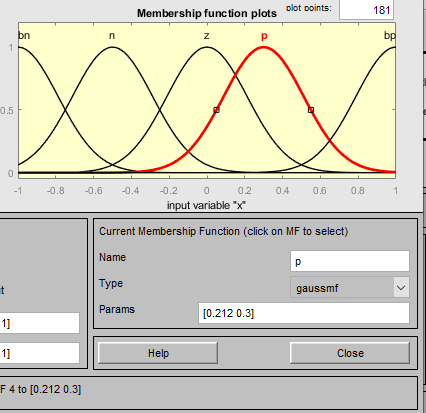 Membership function plots
plot points: 181
bn n z p bp
1
0.5
0
-1 -0.8 -0.6 -0.4 -0.2 0 0.2 0.4 0.6 0.8 1
input variable "x"
Current Membership Function (click on MF to select)
Name p
Type gaussmf
Params [0.212 0.3]
1]
1]
Help Close
F 4 to [0.212 0.3]